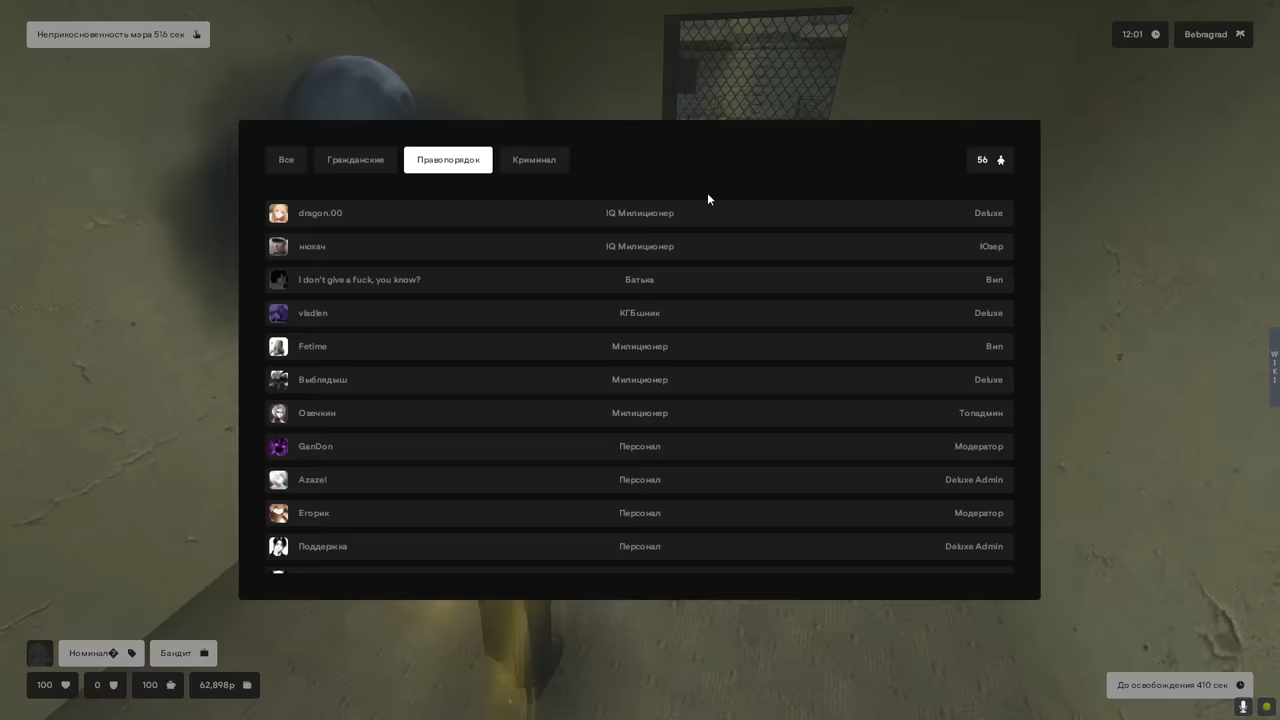 Неприкосновенность мэра 516 сек
12:01
Bebragrad
Все
Гражданские
Правопорядок
Криминал
56
dragon.00 IQ Милиционер Deluxe
нюхач IQ Милиционер Юзер
I don't give a fuck, you know? Батька Вип
vladlen КГБшник Deluxe
Fetime Милиционер Вип
Выблядыш Милиционер Deluxe
Овечкин Милиционер Топадмин
GanDon Персонал Модератор
Azazel Персонал Deluxe Admin
Егорик Персонал Модератор
Поддержка Персонал Deluxe Admin
WIKI
Номинал�
Бандит
100
0
100
62,898р
До освобождения 410 сек